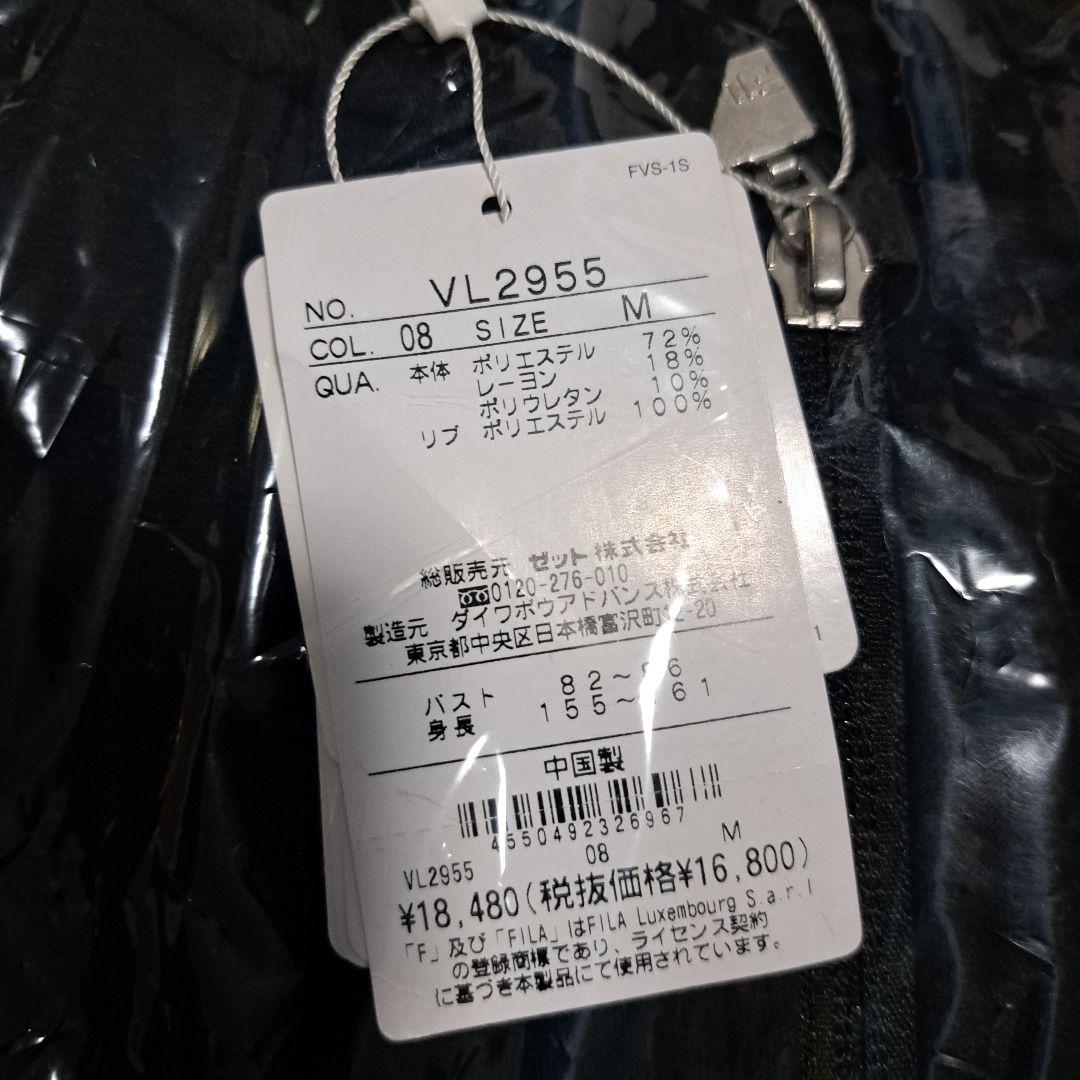 FVS-1S
NO. VL2955
COL. 08 SIZE M
QUA. 本体 ポリエステル 72%
レーヨン 18%
ポリウレタン 10%
リブ ポリエステル 100%
総販売元 ゼット株式会社
0120-276-010
製造元 ダイワボウアドバンス株式会社
東京都中央区日本橋富沢町12-20
1
バスト 82~86
身長 155~161
中国製
4550492326967
VL2955 08 M
¥18,480(税抜価格¥16,800)
「F」及び「FILA」はFILA Luxembourg S.a.r.l
の登録商標であり、ライセンス契約
に基づき本製品にて使用されています。